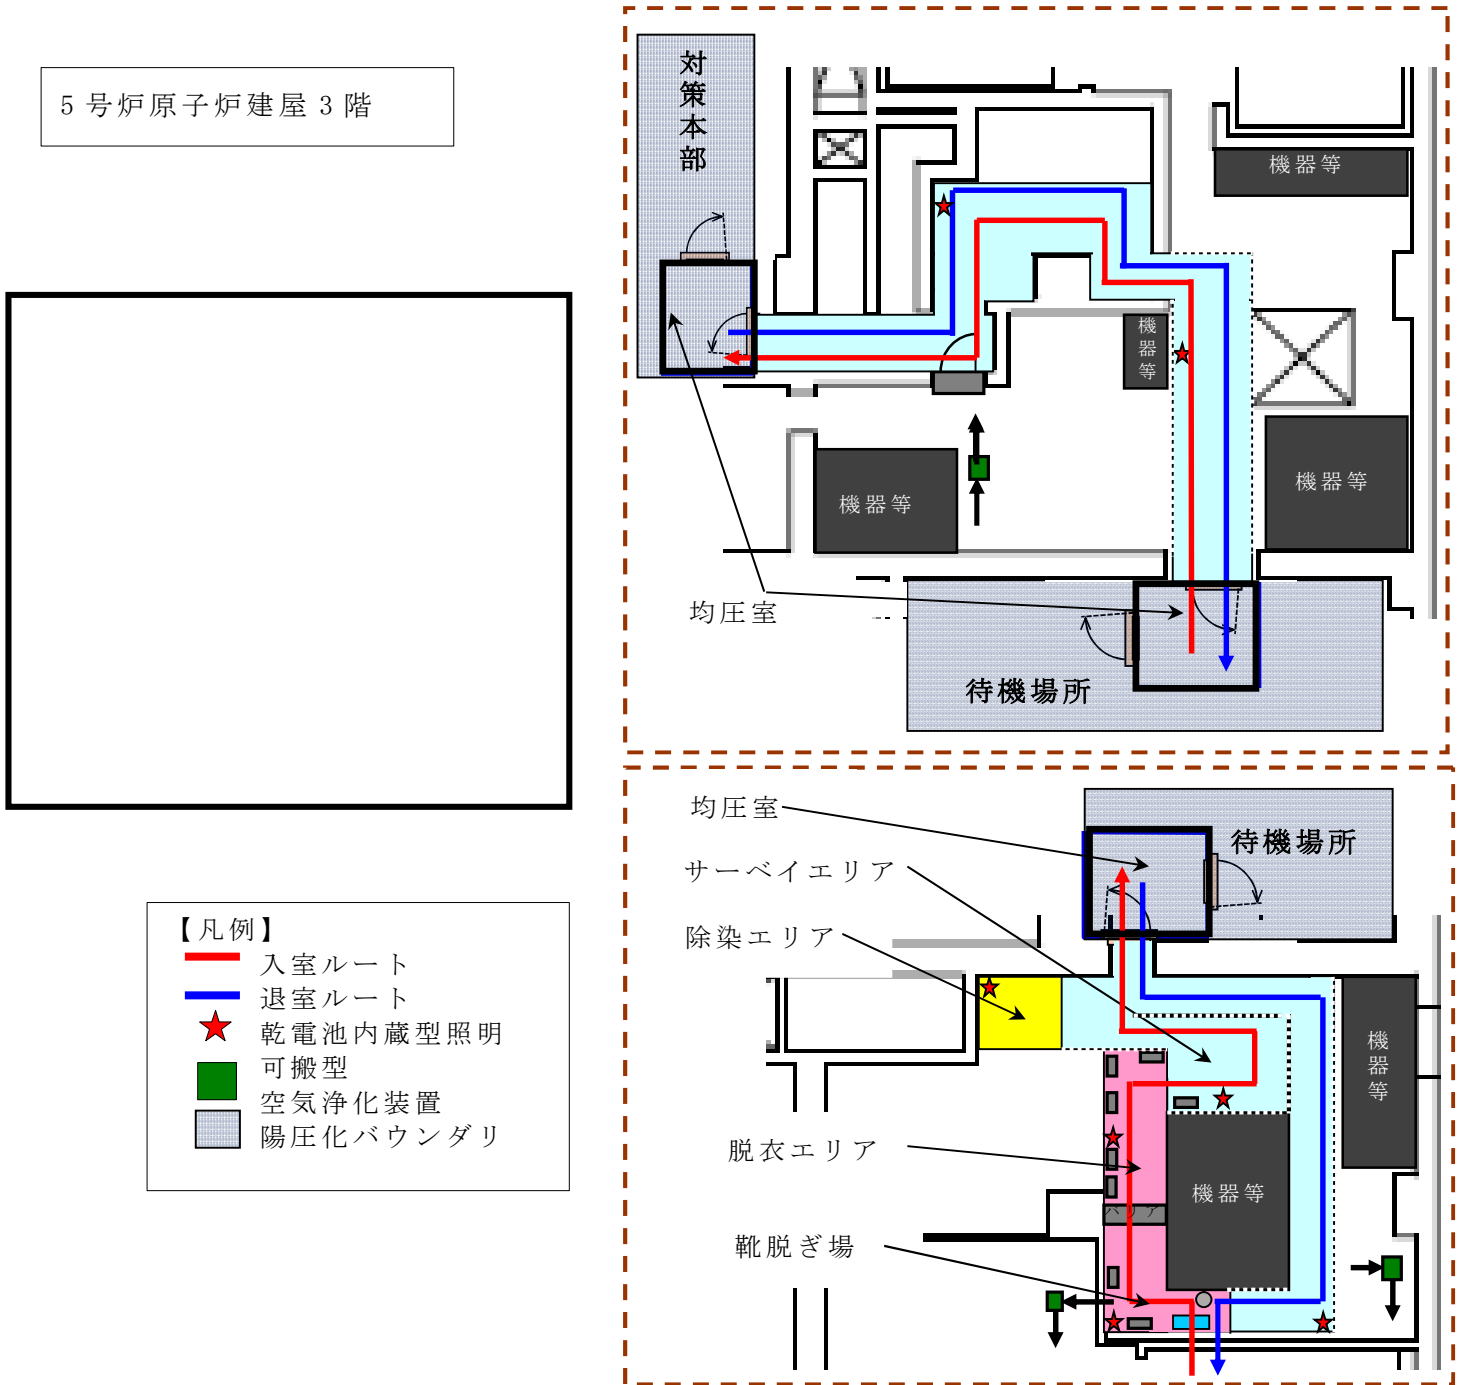 5号炉原子炉建屋3階
対策本部
機器等
機器等
機器等
機器等
均圧室
待機場所
均圧室
待機場所
サーベイエリア
除染エリア
【凡例】
入室ルート
退室ルート
乾電池内蔵型照明
可搬型
空気浄化装置
陽圧化バウンダリ
機器等
脱衣エリア
機器等
バリア
靴脱ぎ場